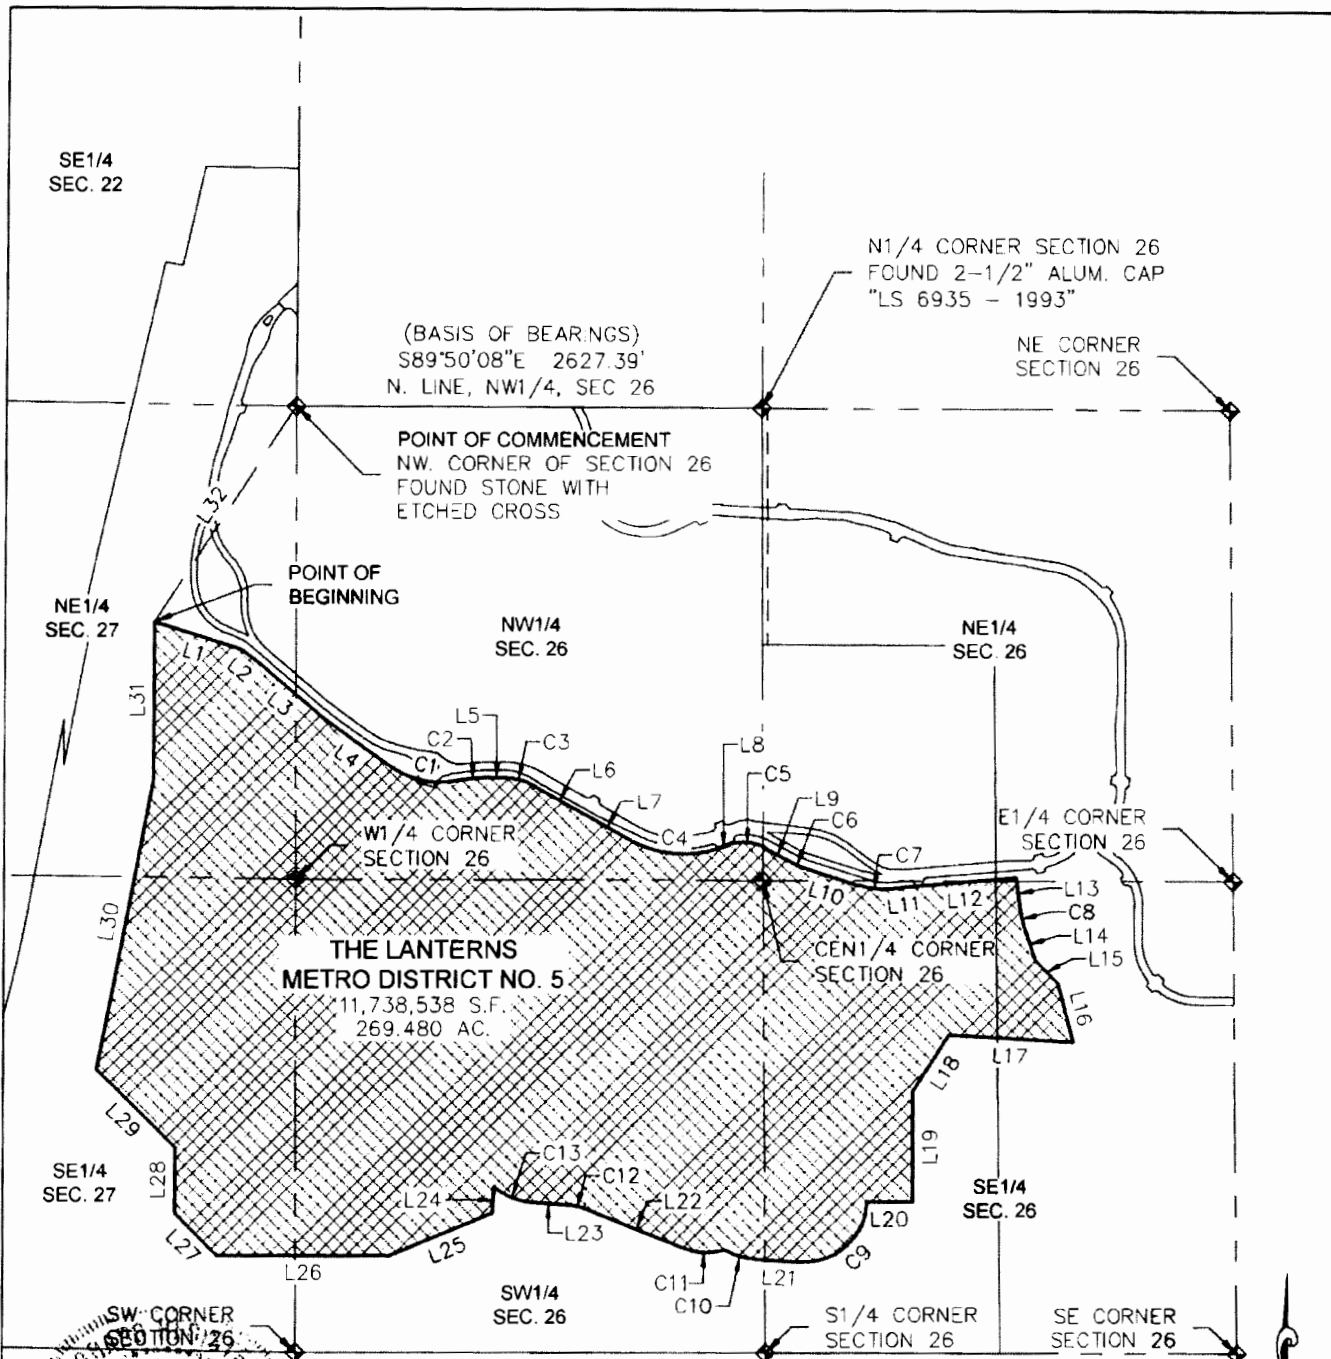 SE1/4
SEC. 22
N1/4 CORNER SECTION 26
FOUND 2-1/2" ALUM. CAP
"LS 6935 - 1993"
(BASIS OF BEARINGS)
S89°50'08"E 2627.39'
N. LINE, NW1/4, SEC 26
NE CORNER
SECTION 26
POINT OF COMMENCEMENT
NW. CORNER OF SECTION 26
FOUND STONE WITH
ETCHED CROSS
L32
POINT OF
BEGINNING
NE1/4
SEC. 27
NW1/4
SEC. 26
NE1/4
SEC. 26
L1
L2
L3
L31
L4
L5
C2
C1
C3
L6
L7
C4
L8
C5
L9
C6
C7
E1/4 CORNER
SECTION 26
W1/4 CORNER
SECTION 26
L10
L11
L12
L13
C8
L14
L15
L16
L30
THE LANTERNS
METRO DISTRICT NO. 5
11,738,538 S.F.
269.480 AC.
CEN1/4 CORNER
SECTION 26
L17
L18
L29
L19
SE1/4
SEC. 27
L28
C13
C12
L24
L22
L23
L20
SE1/4
SEC. 26
L27
L25
L26
C9
C11
C10
L21
SW1/4
SEC. 26
SW CORNER
SECTION 26
S1/4 CORNER
SECTION 26
SE CORNER
SECTION 26